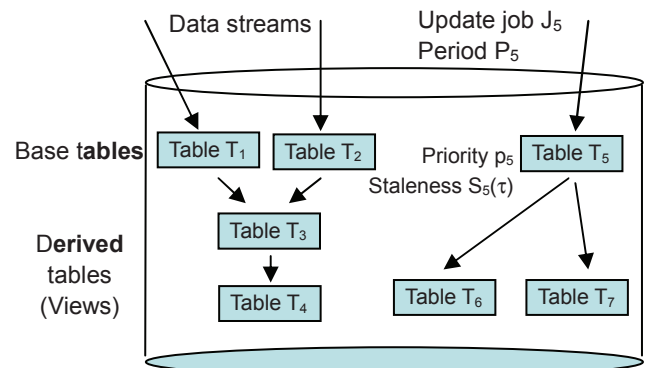 Data streams
Update job J₅
Period P₅
Base tables
Table T₁
Table T₂
Priority p₅
Staleness S₅(τ)
Table T₅
Table T₃
Derived
tables
(Views)
Table T₄
Table T₆
Table T₇